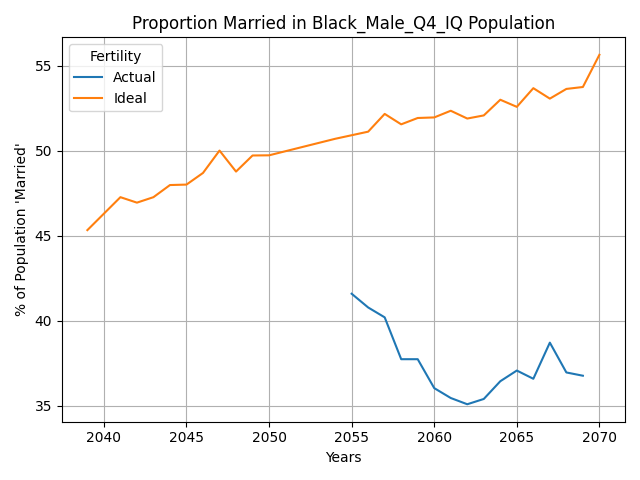 Proportion Married in Black_Male_Q4_IQ Population
Fertility
Actual
Ideal
% of Population 'Married'
55
50
45
40
35
2040 2045 2050 2055 2060 2065 2070
Years